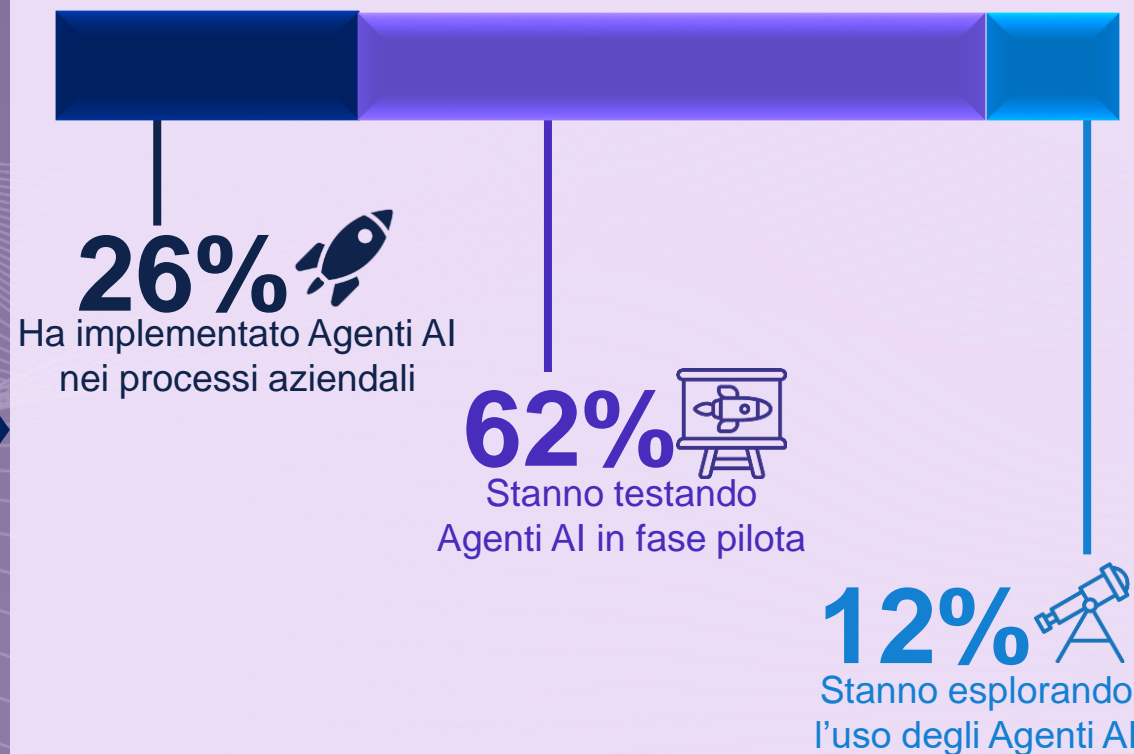 26%
Ha implementato Agenti AI
nei processi aziendali
62%
Stanno testando
Agenti AI in fase pilota
12%
Stanno esplorando
l’uso degli Agenti AI